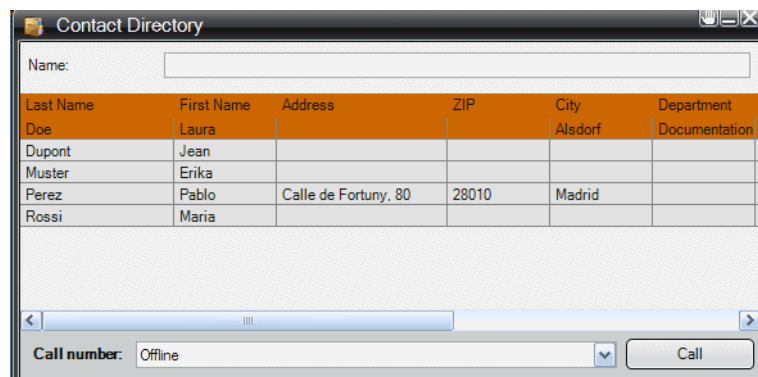 Contact Directory
Name:
Last Name First Name Address ZIP City Department
Doe Laura Alsdorf Documentation
Dupont Jean
Muster Erika
Perez Pablo Calle de Fortuny, 80 28010 Madrid
Rossi Maria
Call number: Offline Call